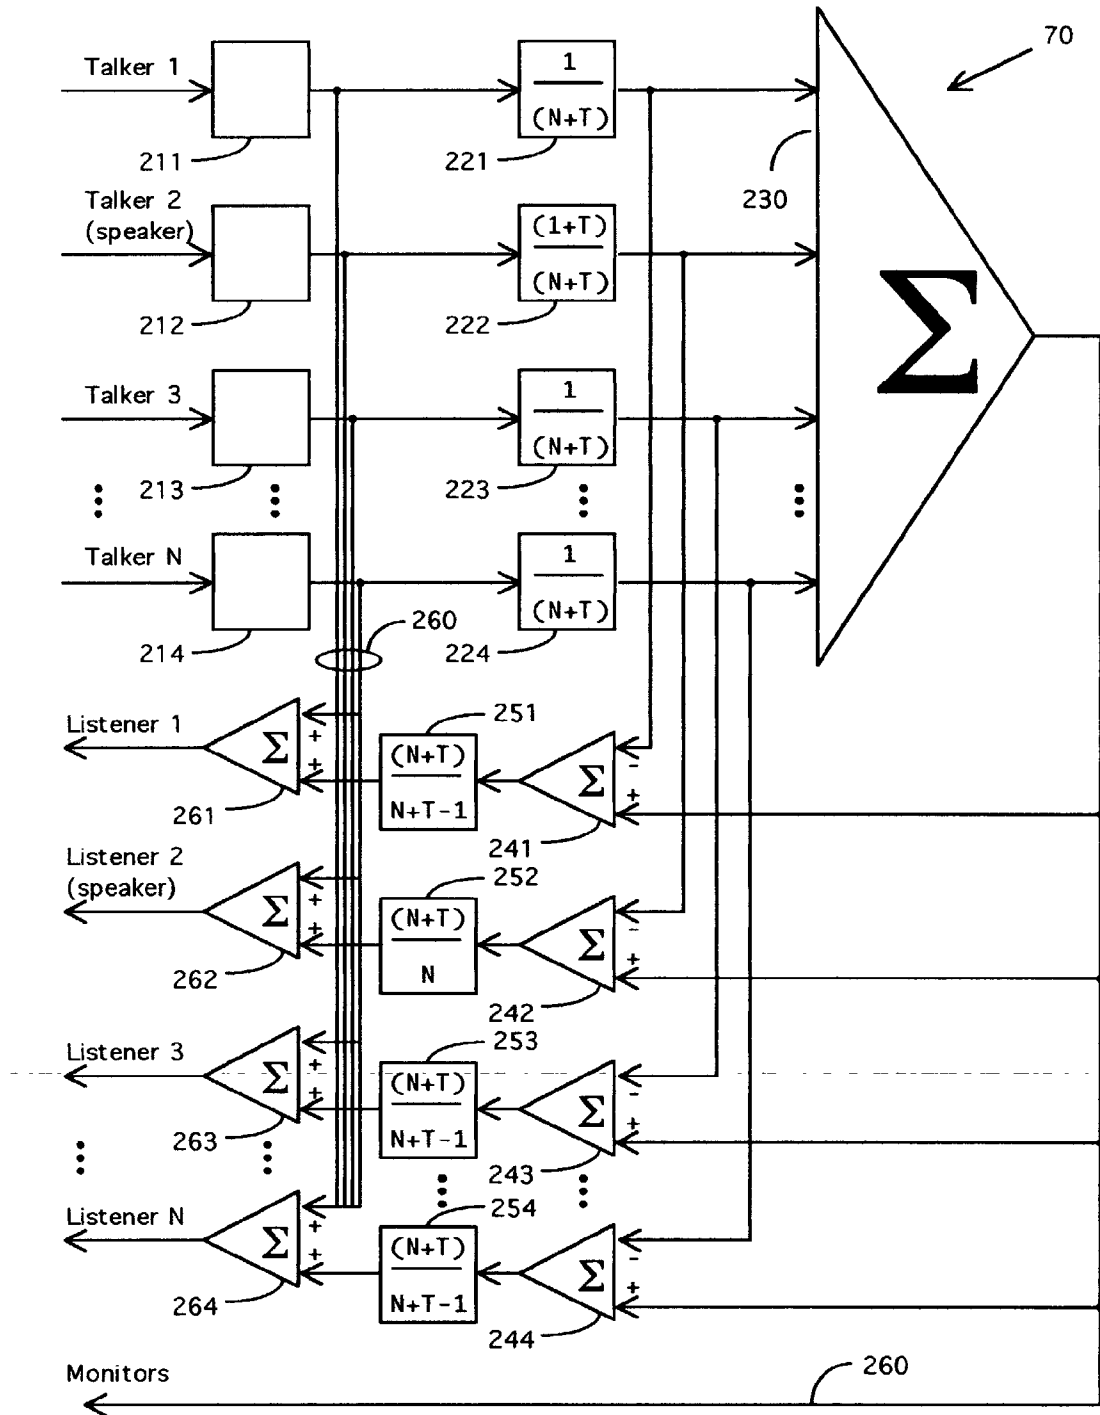 70
Talker 1
1
(N+T)
211
221
230
Talker 2
(speaker)
(1+T)
(N+T)
212
222
Σ
Talker 3
1
(N+T)
213
223
Talker N
1
(N+T)
214
224
260
Listener 1
Σ
+
+
261
251
(N+T)
N+T-1
Σ
-
+
241
Listener 2
(speaker)
Σ
+
+
262
252
(N+T)
N
Σ
-
+
242
Listener 3
Σ
+
+
263
253
(N+T)
N+T-1
Σ
-
+
243
Listener N
Σ
+
+
264
254
(N+T)
N+T-1
Σ
-
+
244
Monitors
260